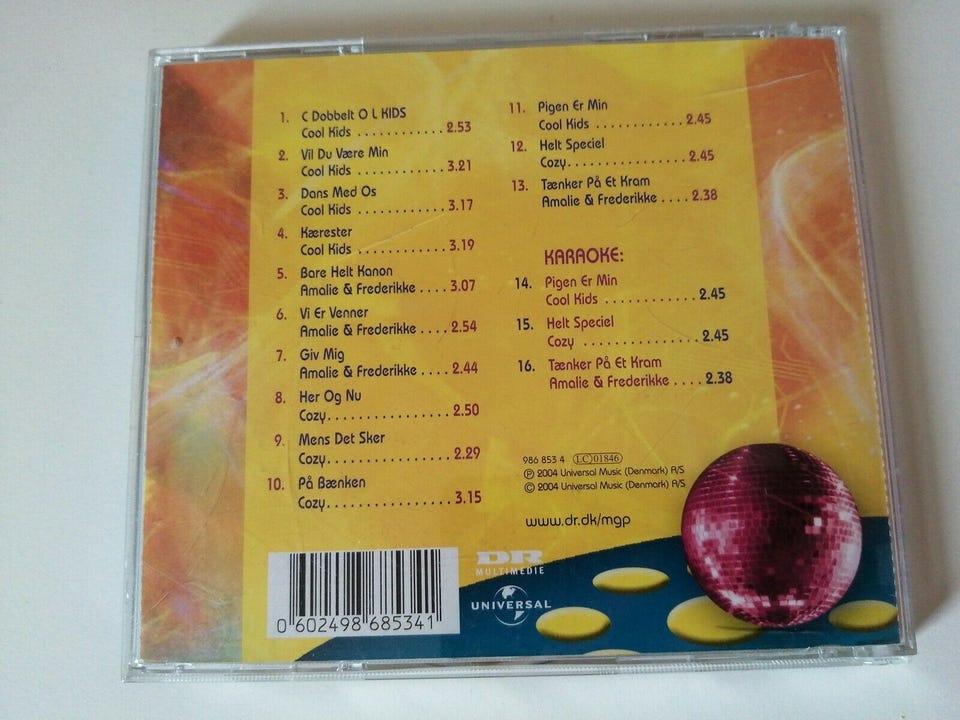 1. C Dobbelt O L KIDS
Cool Kids ............ 2.53
2. Vil Du Være Min
Cool Kids ............ 3.21
3. Dans Med Os
Cool Kids ............ 3.17
4. Kærester
Cool Kids ............ 3.19
5. Bare Helt Kanon
Amalie & Frederikke .... 3.07
6. Vi Er Venner
Amalie & Frederikke .... 2.54
7. Giv Mig
Amalie & Frederikke .... 2.44
8. Her Og Nu
Cozy................. 2.50
9. Mens Det Sker
Cozy................. 2.29
10. På Bænken
Cozy................. 3.15
11. Pigen Er Min
Cool Kids ............ 2.45
12. Helt Speciel
Cozy................. 2.45
13. Tænker På Et Kram
Amalie & Frederikke .... 2.38
KARAOKE:
14. Pigen Er Min
Cool Kids ............ 2.45
15. Helt Speciel
Cozy ................ 2.45
16. Tænker På Et Kram
Amalie & Frederikke .... 2.38
986 853 4 LC 01846
℗ 2004 Universal Music (Denmark) A/S
© 2004 Universal Music (Denmark) A/S
www.dr.dk/mgp
DR
MULTIMEDIE
UNIVERSAL
0 602498 685341